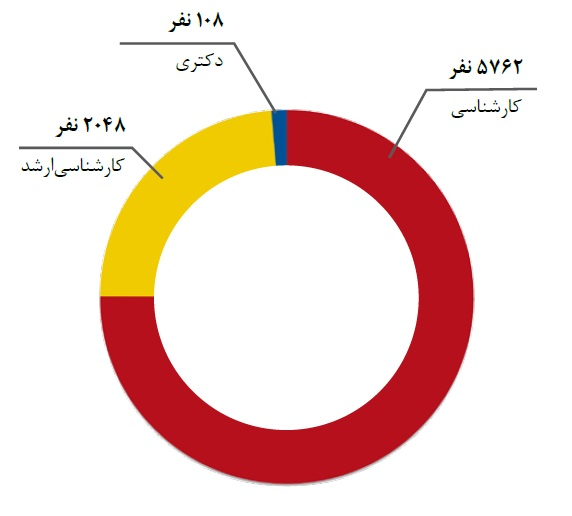 ۱۰۸ نفر
دکتری
۵۷۶۲ نفر
کارشناسی
۲۰۴۸ نفر
کارشناسی‌ارشد